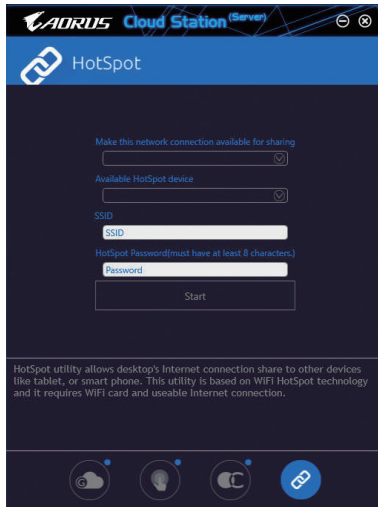 AORUS Cloud Station (Server)
HotSpot
Make this network connection available for sharing
Available HotSpot device
SSID
SSID
HotSpot Password(must have at least 8 characters.)
Password
Start
HotSpot utility allows desktop's Internet connection share to other devices
like tablet, or smart phone. This utility is based on WiFi HotSpot technology
and it requires WiFi card and useable Internet connection.
G